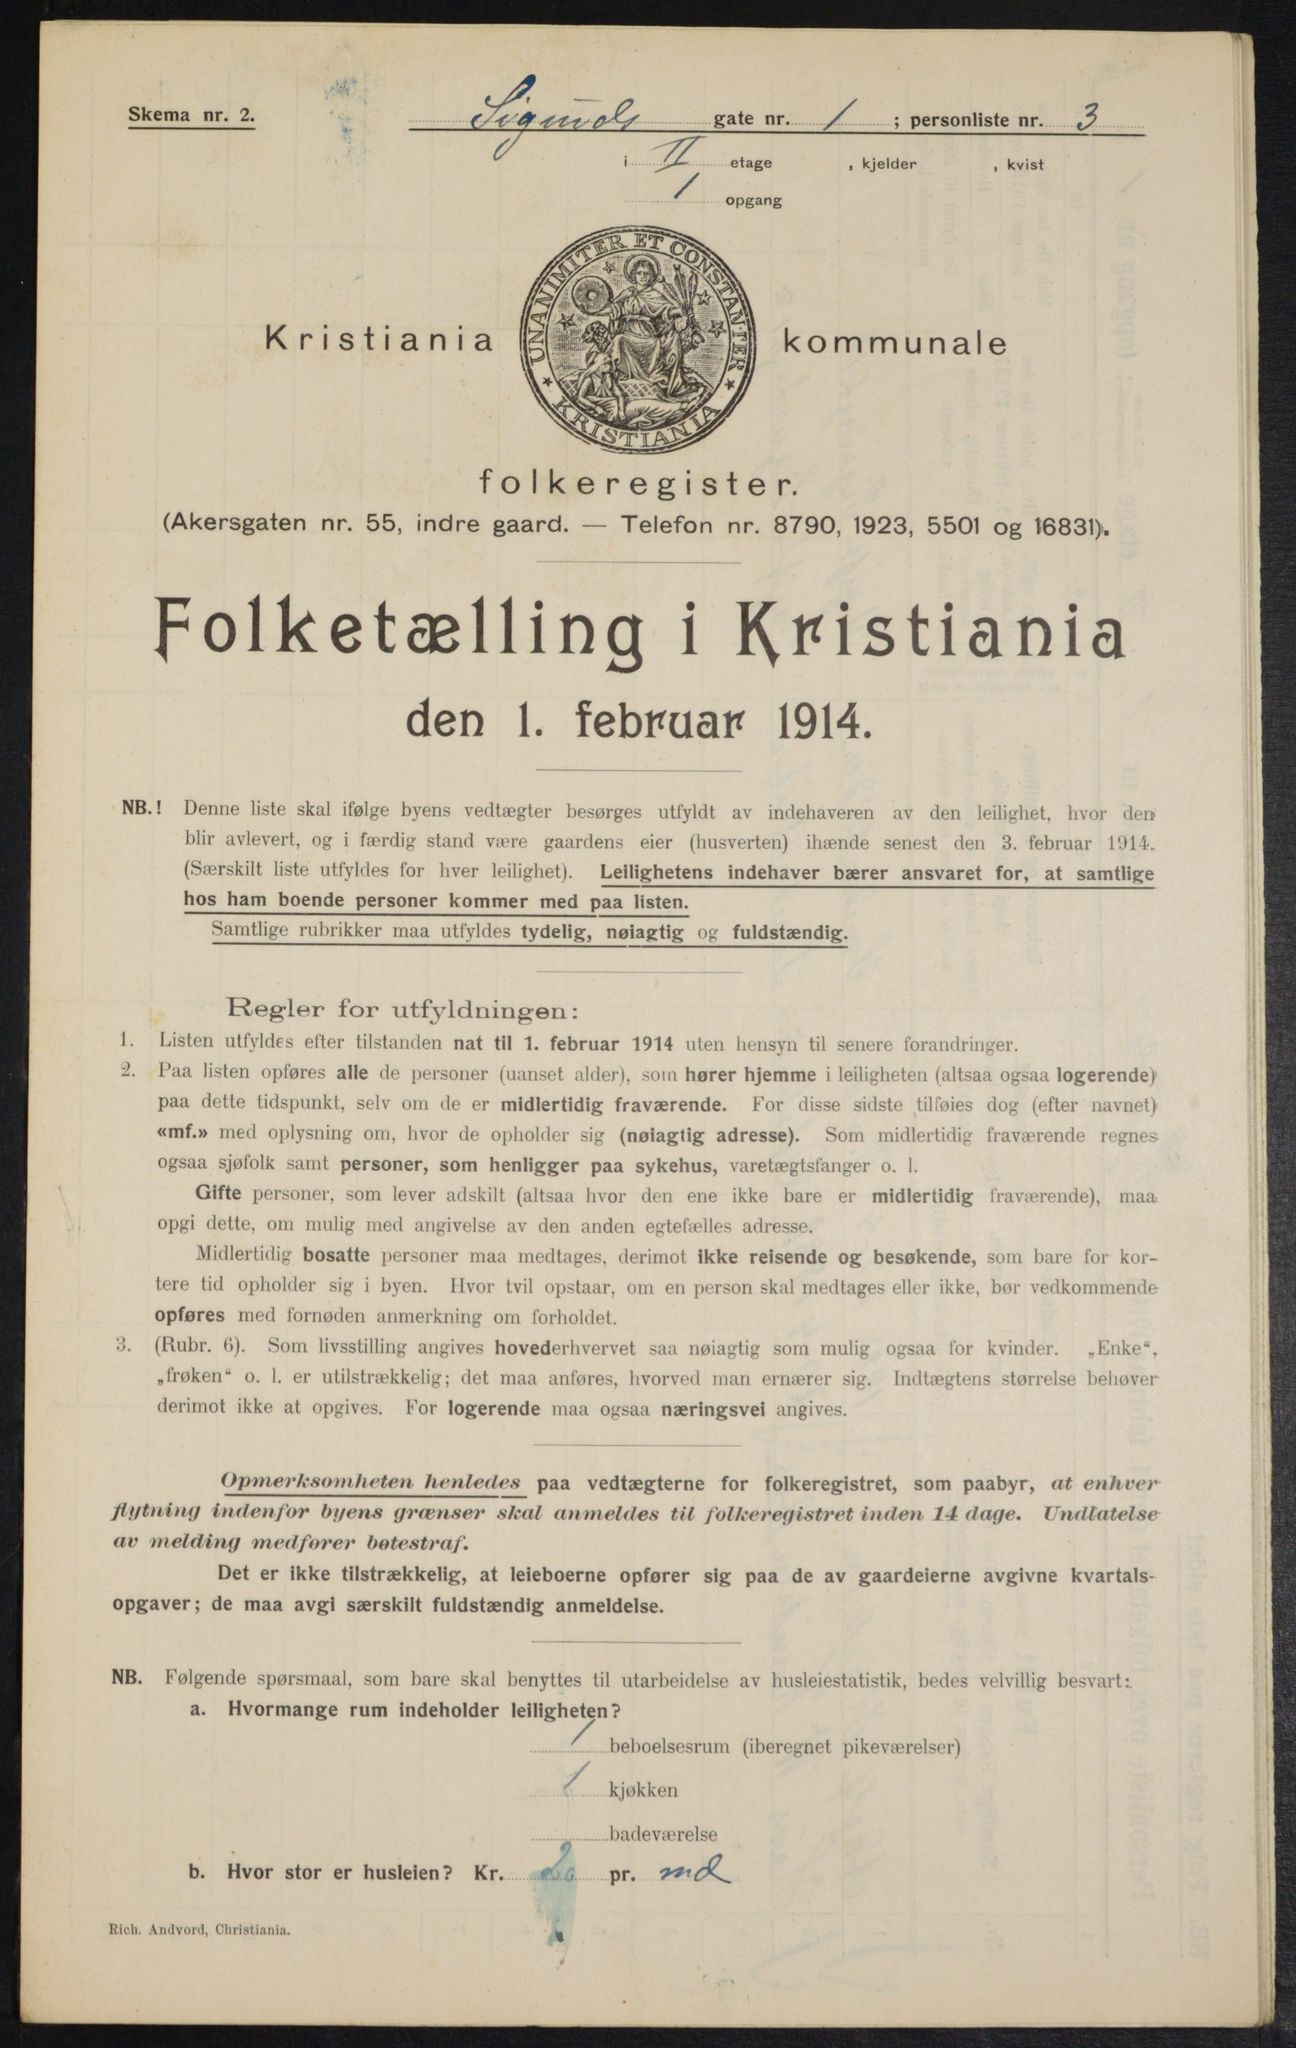 Skema nr. 2.
Sigurds gate nr. 1 ; personliste nr. 3
i II etage , kjelder , kvist
1 opgang
UNANIMITER ET CONSTANTER
KRISTIANIA
Kristiania kommunale
folkeregister.
(Akersgaten nr. 55, indre gaard. — Telefon nr. 8790, 1923, 5501 og 16831).
Folketælling i Kristiania
den 1. februar 1914.
NB.! Denne liste skal ifølge byens vedtægter besørges utfyldt av indehaveren av den leilighet, hvor den
blir avlevert, og i færdig stand være gaardens eier (husverten) ihænde senest den 3. februar 1914.
(Særskilt liste utfyldes for hver leilighet). Leilighetens indehaver bærer ansvaret for, at samtlige
hos ham boende personer kommer med paa listen.
Samtlige rubrikker maa utfyldes tydelig, nøiagtig og fuldstændig.
Regler for utfyldningen:
1. Listen utfyldes efter tilstanden nat til 1. februar 1914 uten hensyn til senere forandringer.
2. Paa listen opføres alle de personer (uanset alder), som hører hjemme i leiligheten (altsaa ogsaa logerende)
paa dette tidspunkt, selv om de er midlertidig fraværende. For disse sidste tilføies dog (efter navnet)
«mf.» med oplysning om, hvor de opholder sig (nøiagtig adresse). Som midlertidig fraværende regnes
ogsaa sjøfolk samt personer, som henligger paa sykehus, varetægtsfanger o. l.
Gifte personer, som lever adskilt (altsaa hvor den ene ikke bare er midlertidig fraværende), maa
opgi dette, om mulig med angivelse av den anden egtefælles adresse.
Midlertidig bosatte personer maa medtages, derimot ikke reisende og besøkende, som bare for kor-
tere tid opholder sig i byen. Hvor tvil opstaar, om en person skal medtages eller ikke, bør vedkommende
opføres med fornøden anmerkning om forholdet.
3. (Rubr. 6). Som livsstilling angives hovederhvervet saa nøiagtig som mulig ogsaa for kvinder. „Enke“,
„frøken“ o. l. er utilstrækkelig; det maa anføres, hvorved man ernærer sig. Indtægtens størrelse behøver
derimot ikke at opgives. For logerende maa ogsaa næringsvei angives.
Opmerksomheten henledes paa vedtægterne for folkeregistret, som paabyr, at enhver
flytning indenfor byens grænser skal anmeldes til folkeregistret inden 14 dage. Undlatelse
av melding medfører bøtestraf.
Det er ikke tilstrækkelig, at leieboerne opfører sig paa de av gaardeierne avgivne kvartals-
opgaver; de maa avgi særskilt fuldstændig anmeldelse.
NB. Følgende spørsmaal, som bare skal benyttes til utarbeidelse av husleiestatistik, bedes velvillig besvart:
a. Hvormange rum indeholder leiligheten?
1 beboelsesrum (iberegnet pikeværelser)
1 kjøkken
badeværelse
b. Hvor stor er husleien? Kr. 20 pr. md
Rich. Andvord, Christiania.